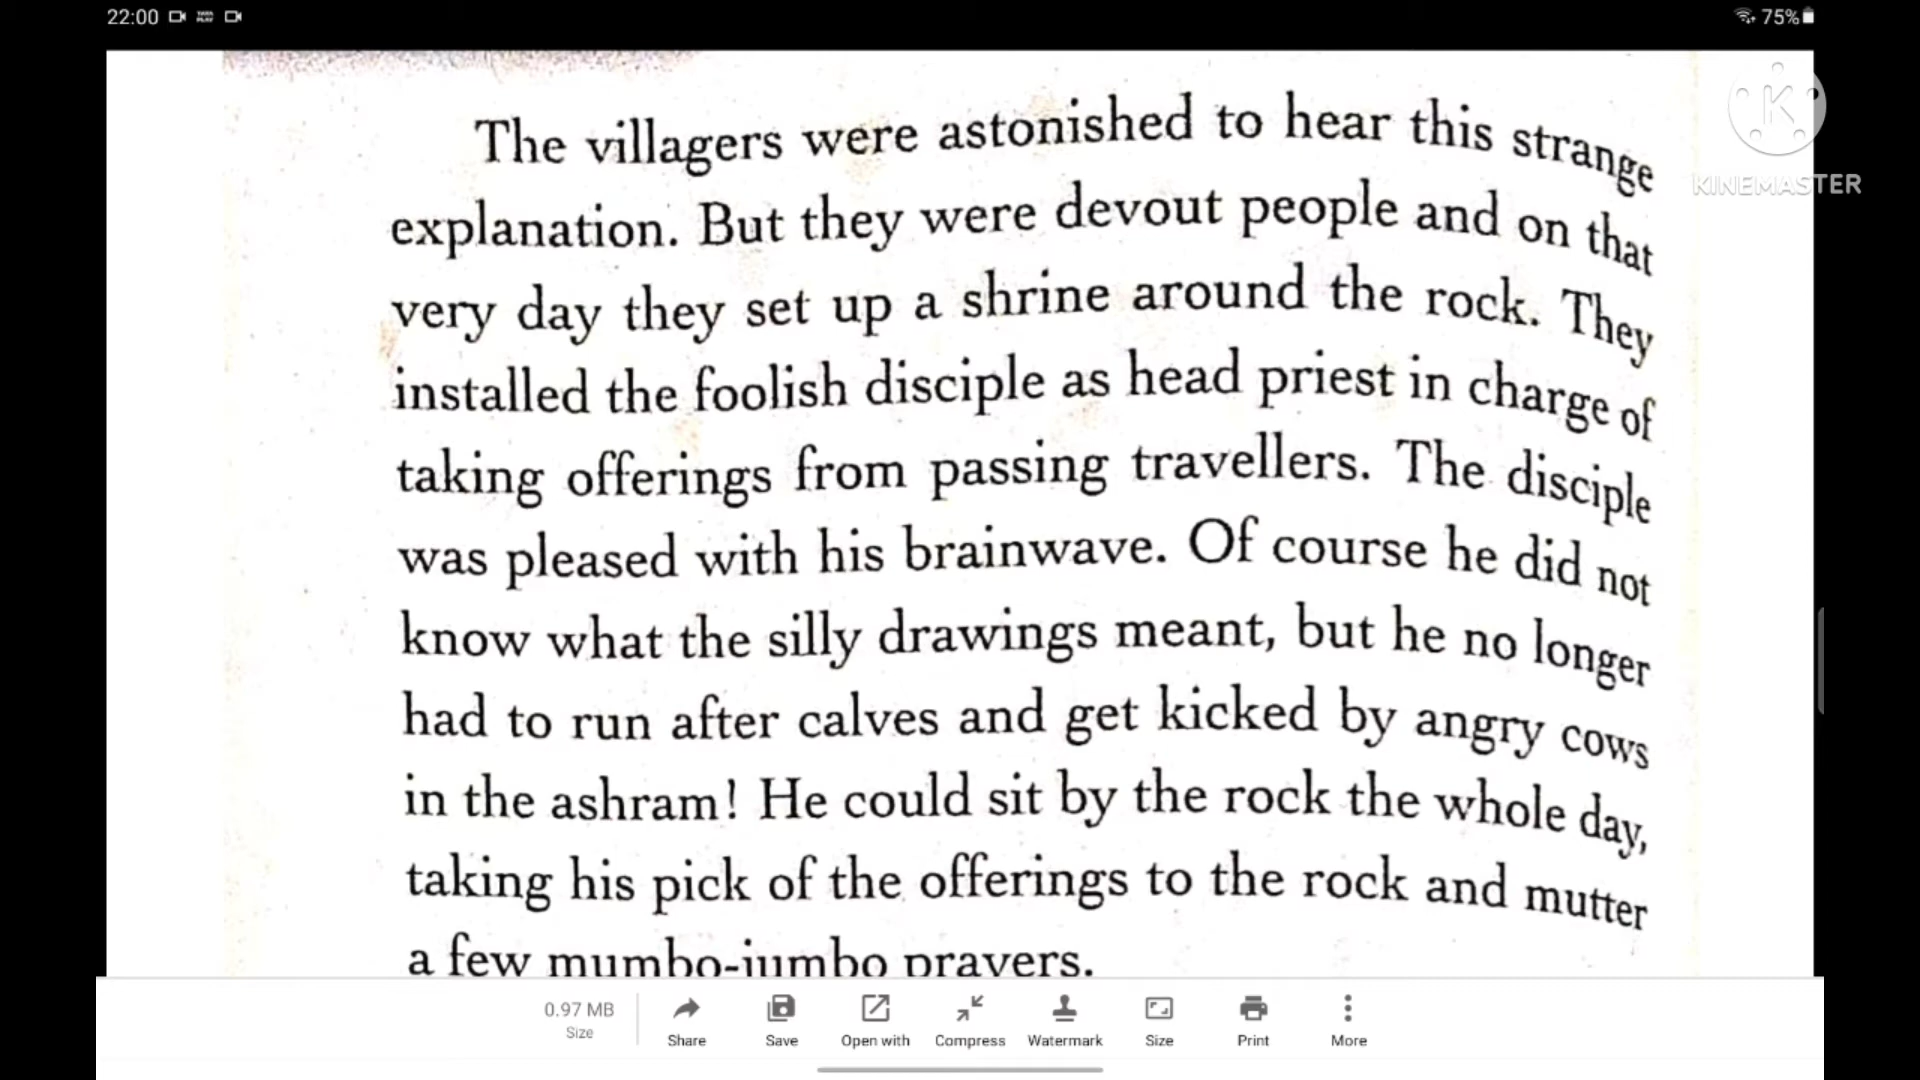 22:00
75%
KINEMASTER
The villagers were astonished to hear this strange
explanation. But they were devout people and on that
very day they set up a shrine around the rock. They
installed the foolish disciple as head priest in charge of
taking offerings from passing travellers. The disciple
was pleased with his brainwave. Of course he did not
know what the silly drawings meant, but he no longer
had to run after calves and get kicked by angry cows
in the ashram! He could sit by the rock the whole day,
taking his pick of the offerings to the rock and mutter
a few mumbo-jumbo prayers.
0.97 MB
Size
Share
Save
Open with
Compress
Watermark
Size
Print
More